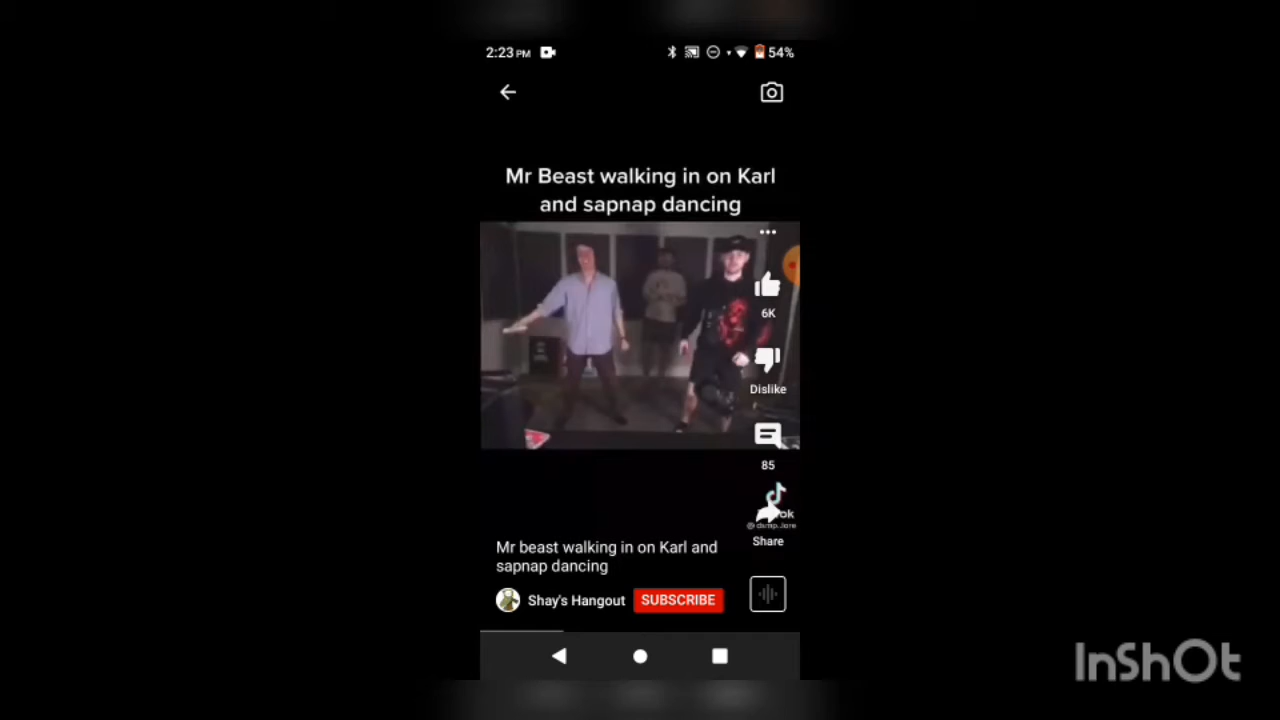 2:23 PM
54%
Mr Beast walking in on Karl
and sapnap dancing
6K
Dislike
85
Share
Mr beast walking in on Karl and
sapnap dancing
Shay's Hangout
SUBSCRIBE
InShOt